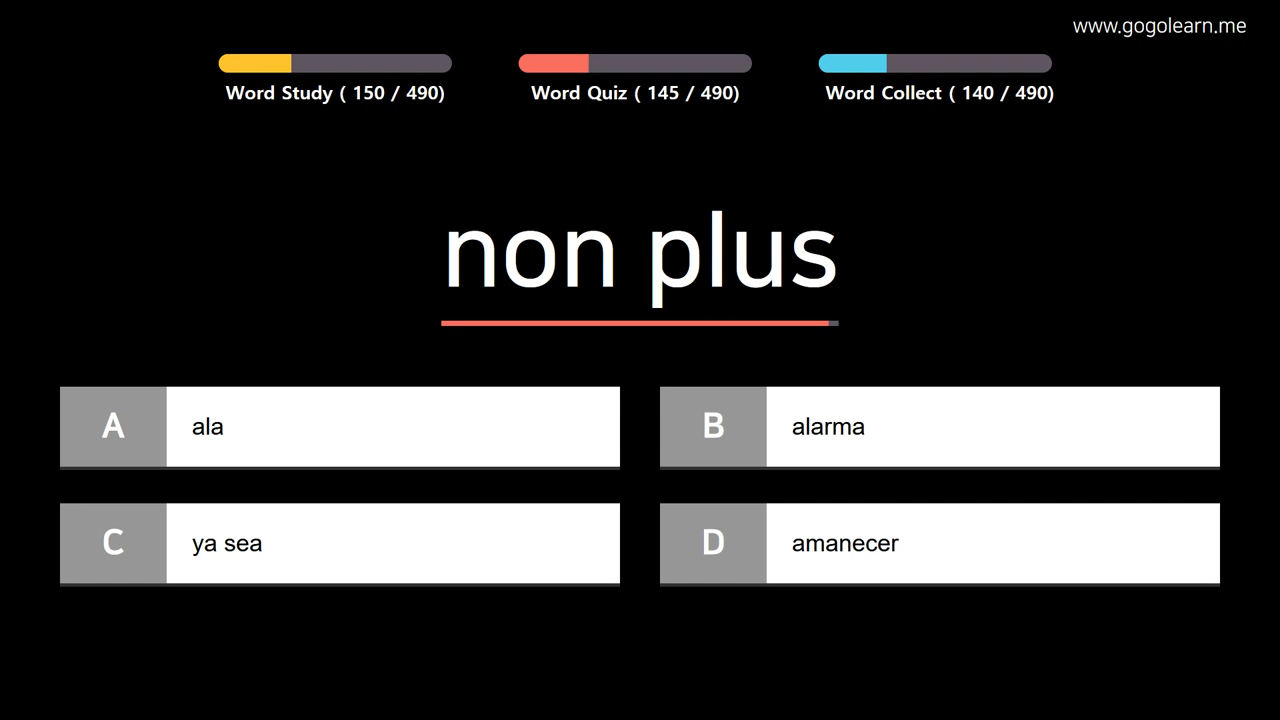 www.gogolearn.me
Word Study ( 150 / 490)
Word Quiz ( 145 / 490)
Word Collect ( 140 / 490)
non plus
A ala
B alarma
C ya sea
D amanecer